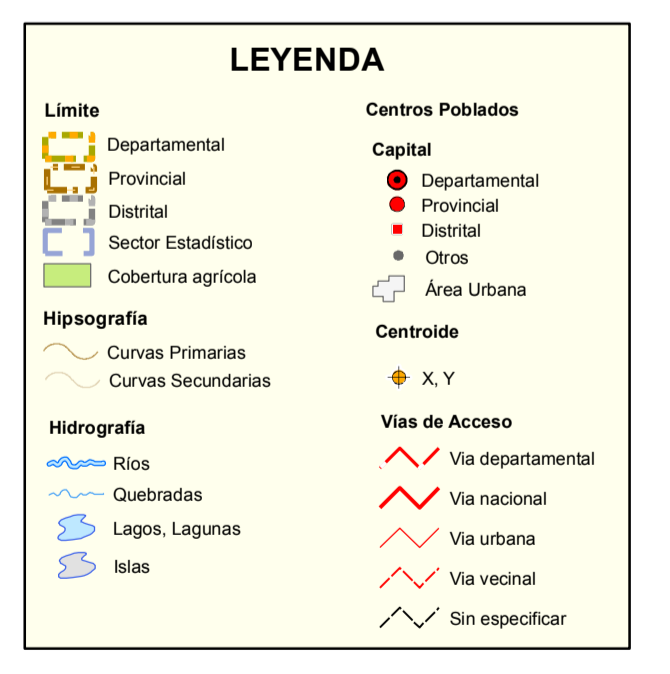 LEYENDA
Límite
Departamental
Provincial
Distrital
Sector Estadístico
Cobertura agrícola
Hipsografía
Curvas Primarias
Curvas Secundarias
Hidrografía
Ríos
Quebradas
Lagos, Lagunas
Islas
Centros Poblados
Capital
Departamental
Provincial
Distrital
Otros
Área Urbana
Centroide
X, Y
Vías de Acceso
Via departamental
Via nacional
Via urbana
Via vecinal
Sin especificar